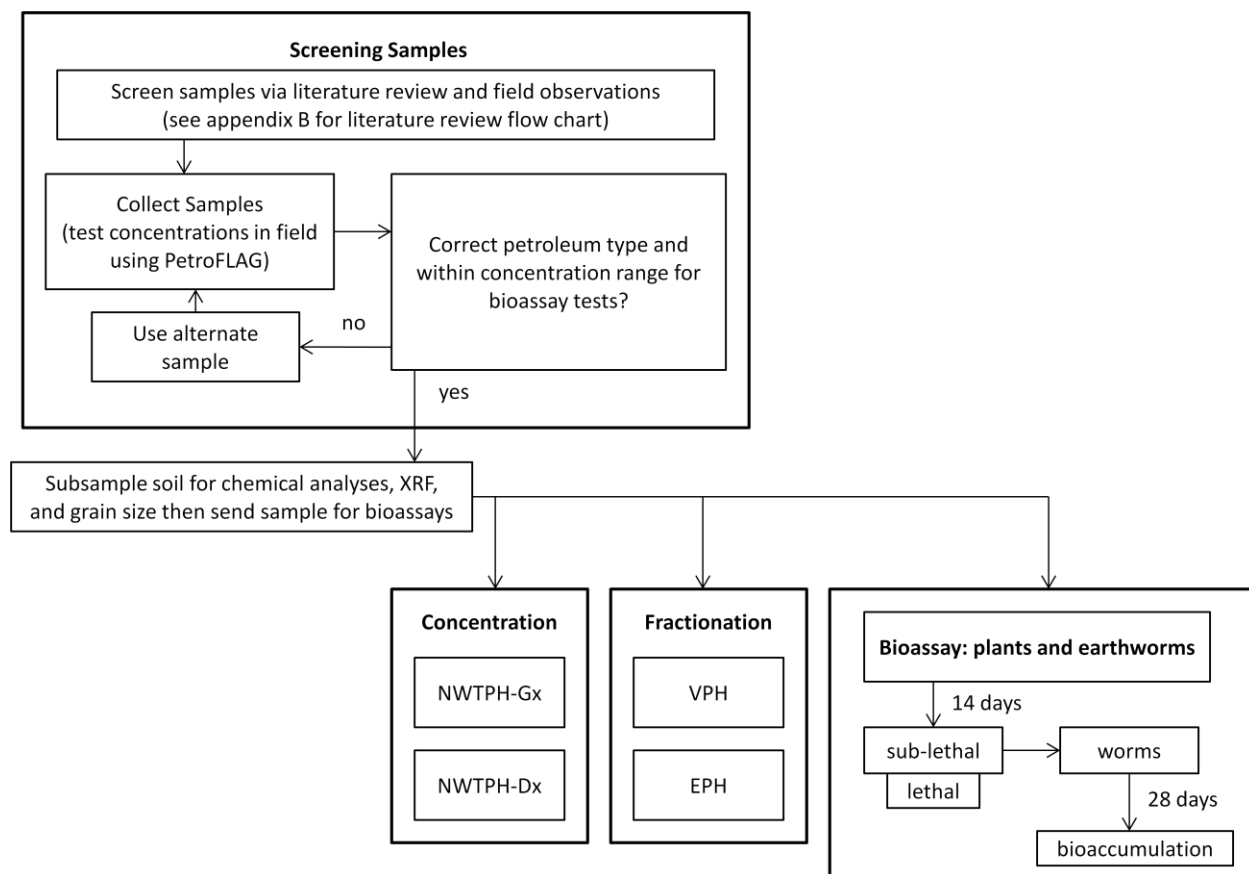 Screening Samples
Screen samples via literature review and field observations
(see appendix B for literature review flow chart)
Collect Samples
(test concentrations in field
using PetroFLAG)
Correct petroleum type and
within concentration range for
bioassay tests?
no
Use alternate
sample
yes
Subsample soil for chemical analyses, XRF,
and grain size then send sample for bioassays
Concentration
NWTPH-Gx
NWTPH-Dx
Fractionation
VPH
EPH
Bioassay: plants and earthworms
14 days
sub-lethal
lethal
worms
28 days
bioaccumulation